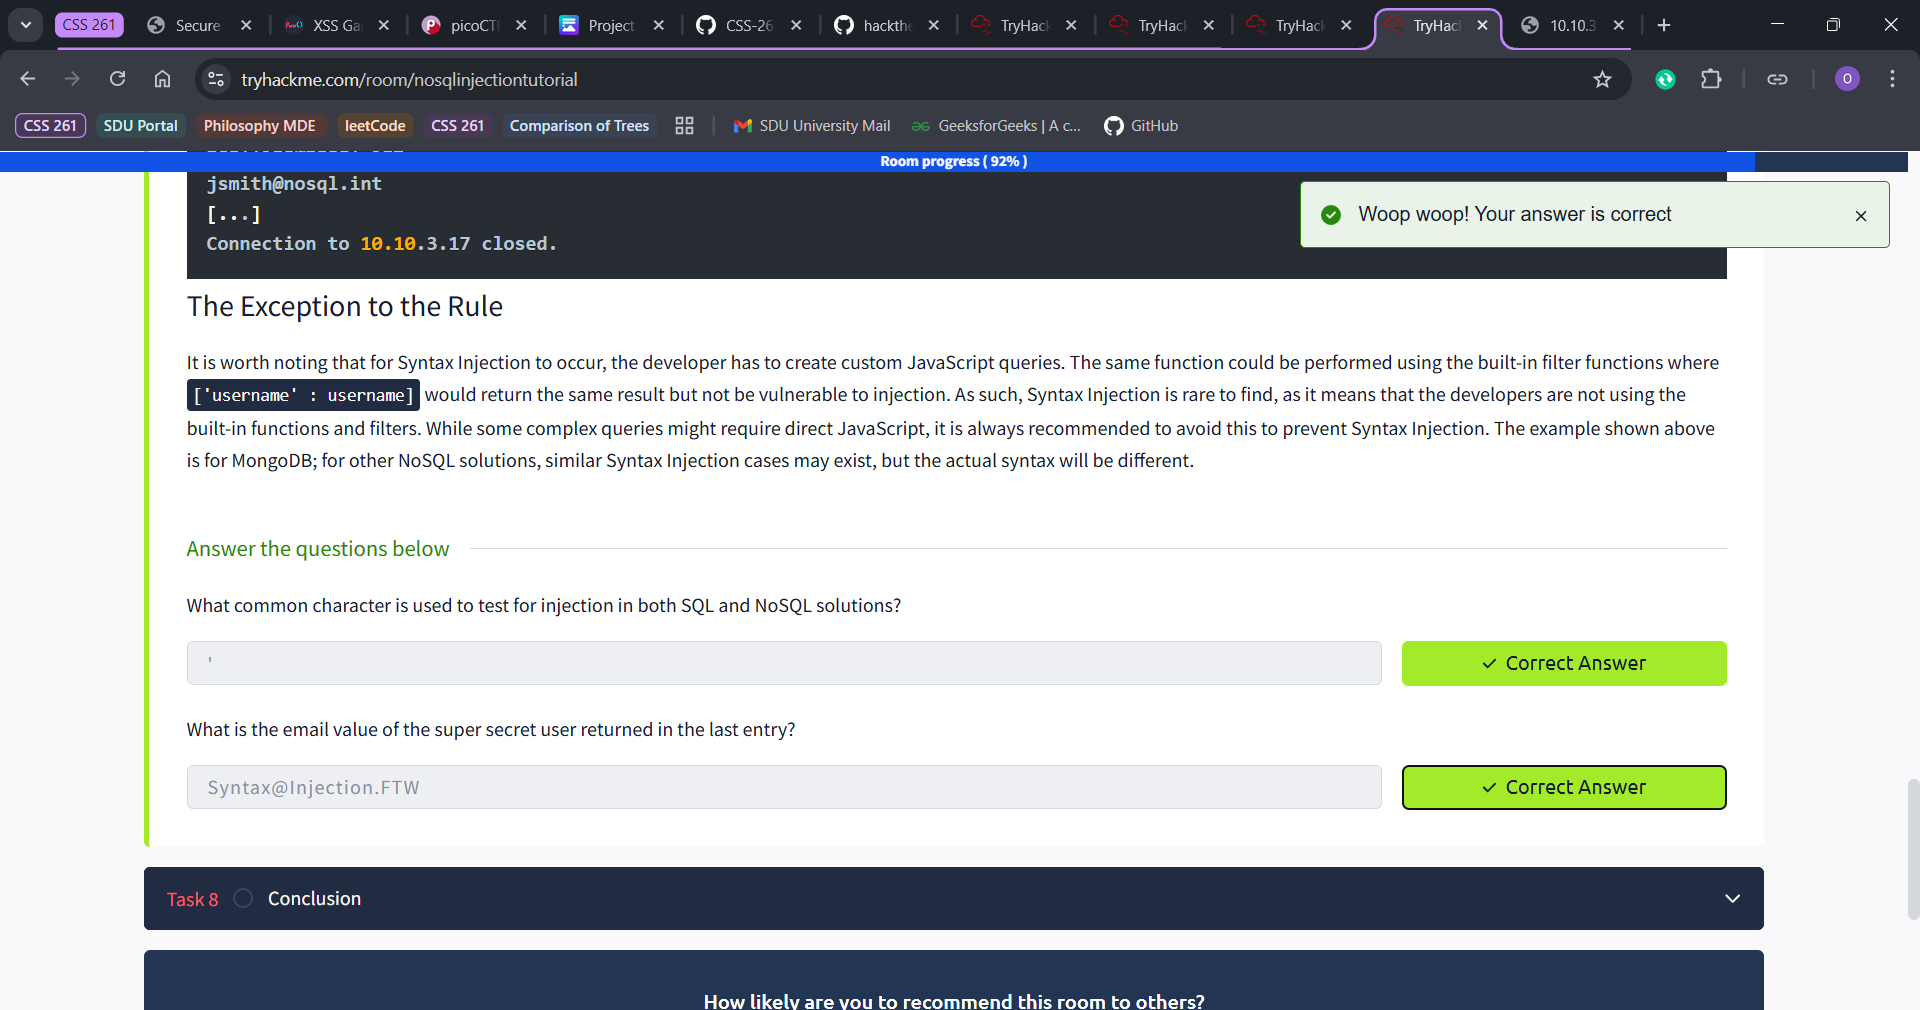 CSS 261
Secure
XSS Ga
picoCT
Project
CSS-26
hackthe
TryHack
TryHack
TryHack
TryHack
10.10.3
tryhackme.com/room/nosqlinjectiontutorial
O
CSS 261
SDU Portal
Philosophy MDE
leetCode
CSS 261
Comparison of Trees
SDU University Mail
GeeksforGeeks | A c...
GitHub
Room progress ( 92% )
jsmith@nosql.int
[...]
Connection to 10.10.3.17 closed.
Woop woop! Your answer is correct
The Exception to the Rule
It is worth noting that for Syntax Injection to occur, the developer has to create custom JavaScript queries. The same function could be performed using the built-in filter functions where
['username' : username] would return the same result but not be vulnerable to injection. As such, Syntax Injection is rare to find, as it means that the developers are not using the
built-in functions and filters. While some complex queries might require direct JavaScript, it is always recommended to avoid this to prevent Syntax Injection. The example shown above
is for MongoDB; for other NoSQL solutions, similar Syntax Injection cases may exist, but the actual syntax will be different.
Answer the questions below
What common character is used to test for injection in both SQL and NoSQL solutions?
'
Correct Answer
What is the email value of the super secret user returned in the last entry?
Syntax@Injection.FTW
Correct Answer
Task 8
Conclusion
How likely are you to recommend this room to others?